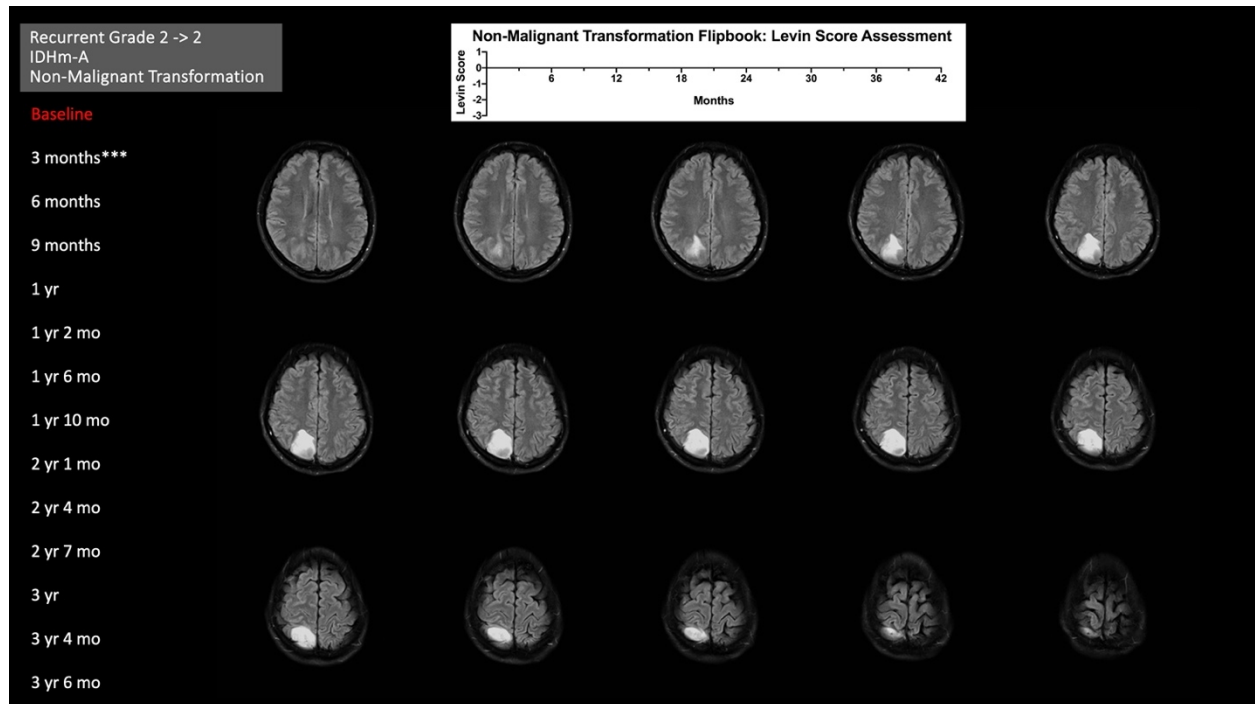 Recurrent Grade 2 -> 2
IDHm-A
Non-Malignant Transformation
Non-Malignant Transformation Flipbook: Levin Score Assessment
Levin Score
1
0
-1
-2
-3
6 12 18 24 30 36 42
Months
Baseline
3 months***
6 months
9 months
1 yr
1 yr 2 mo
1 yr 6 mo
1 yr 10 mo
2 yr 1 mo
2 yr 4 mo
2 yr 7 mo
3 yr
3 yr 4 mo
3 yr 6 mo